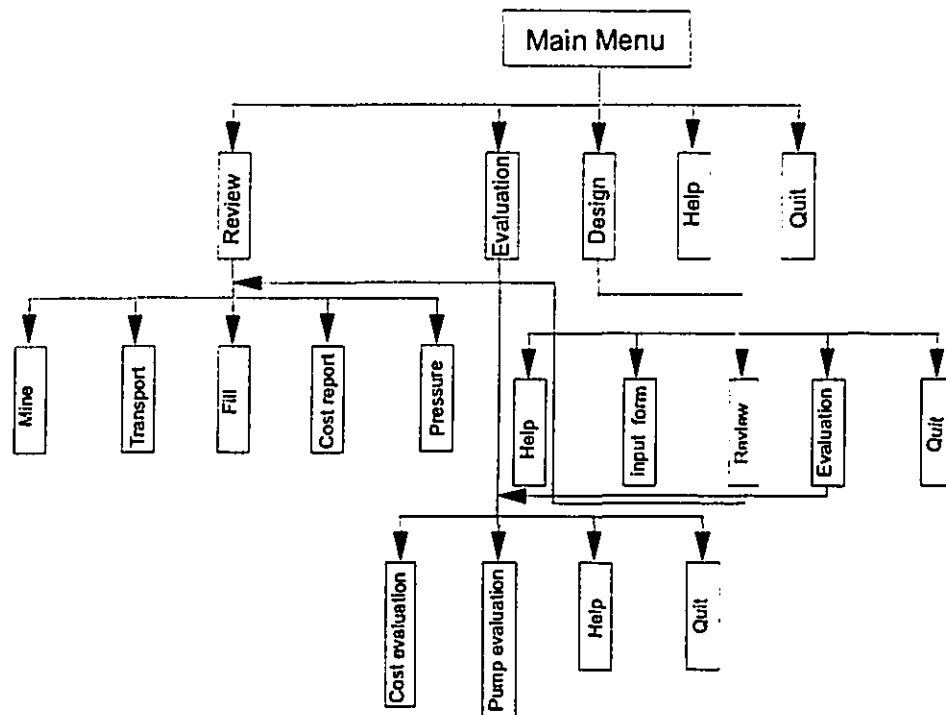 Main Menu
Review
Evaluation
Design
Help
Quit
Mine
Transport
Fill
Cost report
Pressure
Help
input form
Review
Evaluation
Quit
Cost evaluation
Pump evaluation
Help
Quit